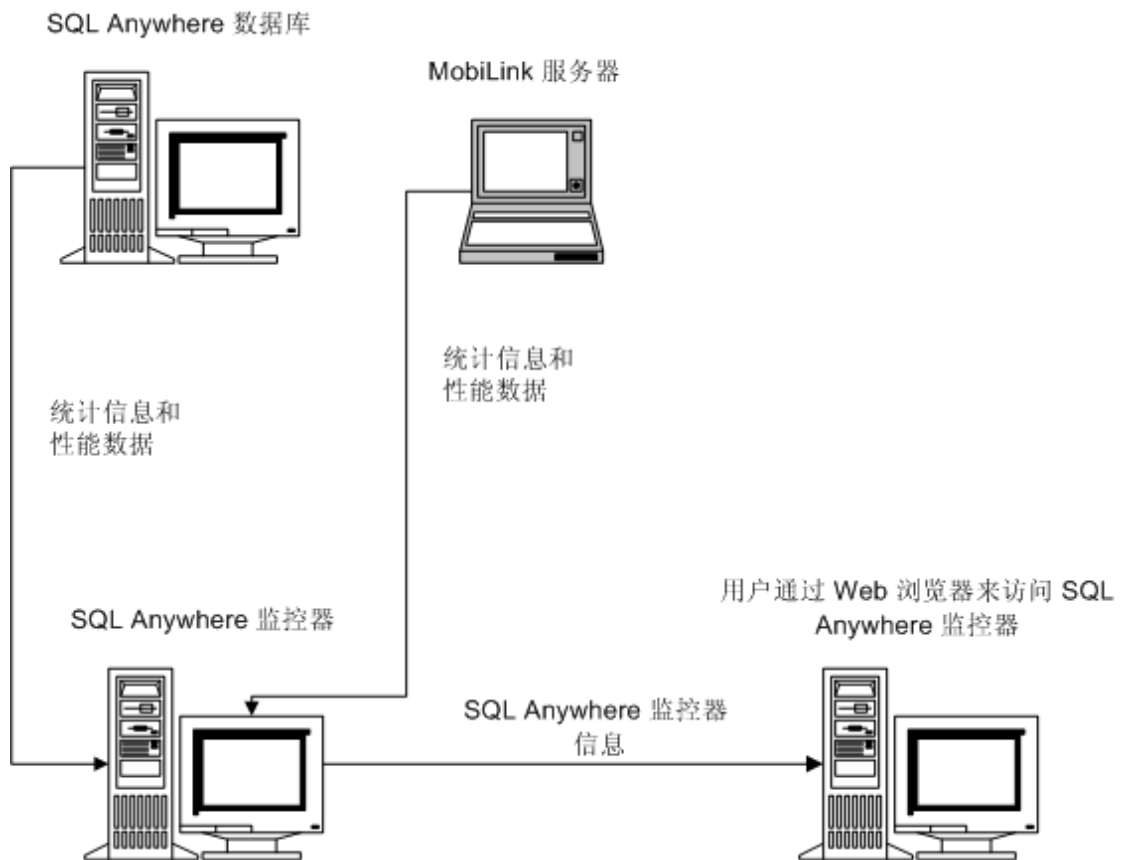 SQL Anywhere 数据库
MobiLink 服务器
统计信息和
性能数据
统计信息和
性能数据
用户通过 Web 浏览器来访问 SQL
Anywhere 监控器
SQL Anywhere 监控器
SQL Anywhere 监控器
信息